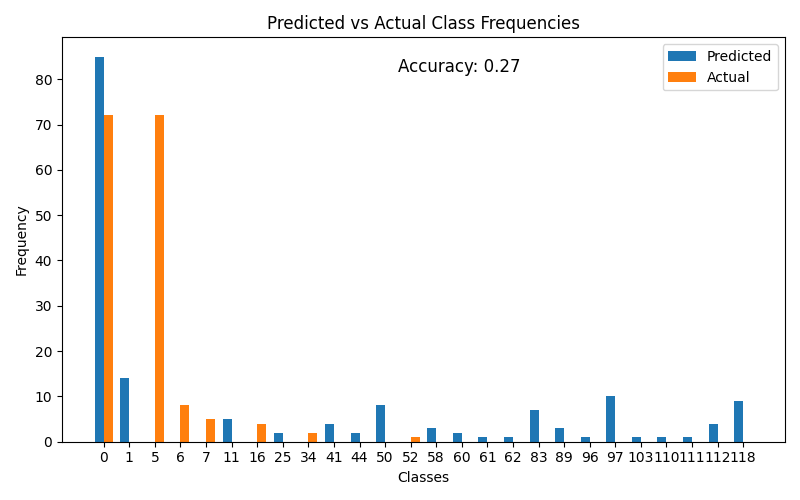 Predicted vs Actual Class Frequencies
Accuracy: 0.27
Predicted
Actual
Frequency
80
70
60
50
40
30
20
10
0
0 1 5 6 7 11 16 25 34 41 44 50 52 58 60 61 62 83 89 96 97 103 110 111 112 118
Classes